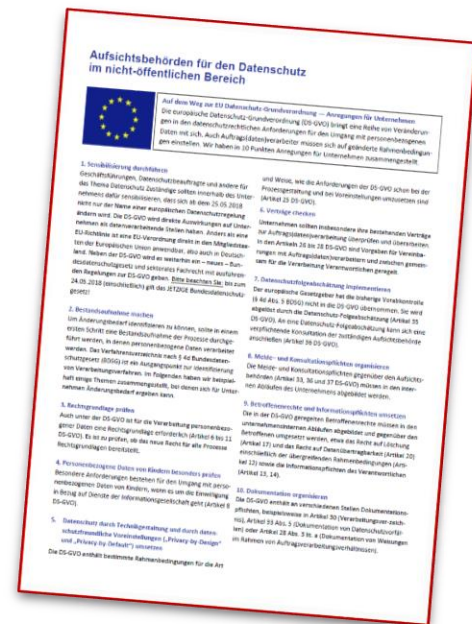 Aufsichtsbehörden für den Datenschutz
im nicht-öffentlichen Bereich
Auf dem Weg zur EU Datenschutz-Grundverordnung — Anregungen für Unternehmen
Die europäische Datenschutz-Grundverordnung (DS-GVO) bringt eine Reihe von Veränderun-
gen in den datenschutzrechtlichen Anforderungen für den Umgang mit personenbezogenen
Daten mit sich. Auch Auftrags(daten)verarbeiter müssen sich auf geänderte Rahmenbedingun-
gen einstellen. Wir haben in 10 Punkten Anregungen für Unternehmen zusammengestellt.
1. Sensibilisierung durchführen
Geschäftsführungen, Datenschutzbeauftragte und andere für
das Thema Datenschutz Zuständige sollten innerhalb des Unter-
nehmens dafür sensibilisieren, dass sich ab dem 25.05.2018
nicht nur der Name einer europäischen Datenschutzregelung
ändern wird. Die DS-GVO wird direkte Auswirkungen auf Unter-
nehmen als datenverarbeitende Stellen haben. Anders als eine
EU-Richtlinie ist eine EU-Verordnung direkt in den Mitgliedstaa-
ten der Europäischen Union anwendbar, also auch in Deutsch-
land. Neben der DS-GVO wird es weiterhin ein – neues – Bun-
desdatenschutzgesetz und sektorales Fachrecht mit ausführen-
den Regelungen zur DS-GVO geben. Bitte beachten Sie: bis zum
24.05.2018 (einschließlich) gilt das JETZIGE Bundesdatenschutz-
gesetz!
2. Bestandsaufnahme machen
Um Änderungsbedarf identifizieren zu können, sollte in einem
ersten Schritt eine Bestandsaufnahme der Prozesse durchge-
führt werden, in denen personenbezogene Daten verarbeitet
werden. Das Verfahrensverzeichnis nach § 4d Bundesdaten-
schutzgesetz (BDSG) ist ein Ausgangspunkt zur Identifizierung
von Verarbeitungsverfahren. Im Folgenden haben wir beispiel-
haft einige Themen zusammengestellt, bei denen sich für Unter-
nehmen Änderungsbedarf ergeben kann.
3. Rechtsgrundlage prüfen
Auch unter der DS-GVO ist für die Verarbeitung personenbezo-
gener Daten eine Rechtsgrundlage erforderlich (Artikel 6 bis 11
DS-GVO). Es ist zu prüfen, ob das neue Recht für alle Prozesse
Rechtsgrundlagen bereitstellt.
4. Personenbezogene Daten von Kindern besonders prüfen
Besondere Anforderungen bestehen für den Umgang mit perso-
nenbezogenen Daten von Kindern, wenn es um die Einwilligung
in Bezug auf Dienste der Informationsgesellschaft geht (Artikel 8
DS-GVO).
5. Datenschutz durch Technikgestaltung und durch daten-
schutzfreundliche Voreinstellungen („Privacy-by-Design“
und „Privacy-by-Default“) umsetzen
Die DS-GVO enthält bestimmte Rahmenbedingungen für die Art
und Weise, wie die Anforderungen der DS-GVO schon bei der
Prozessgestaltung und bei Voreinstellungen umzusetzen sind
(Artikel 25 DS-GVO).
6. Verträge checken
Unternehmen sollten insbesondere ihre bestehenden Verträge
zur Auftrags(daten)verarbeitung überprüfen und überarbeiten.
In den Artikeln 26 bis 28 DS-GVO sind Vorgaben für Vereinba-
rungen mit Auftrags(daten)verarbeitern und zwischen gemein-
sam für die Verarbeitung Verantwortlichen geregelt.
7. Datenschutzfolgeabschätzung implementieren
Der europäische Gesetzgeber hat die bisherige Vorabkontrolle
(§ 4d Abs. 5 BDSG) nicht in die DS-GVO übernommen. Sie wird
abgelöst durch die Datenschutz-Folgeabschätzung (Artikel 35
DS-GVO). An eine Datenschutz-Folgeabschätzung kann sich eine
verpflichtende Konsultation der zuständigen Aufsichtsbehörde
anschließen (Artikel 36 DS-GVO).
8. Melde- und Konsultationspflichten organisieren
Die Melde- und Konsultationspflichten gegenüber den Aufsichts-
behörden (Artikel 33, 36 und 37 DS-GVO) müssen in den inter-
nen Abläufen des Unternehmens abgebildet werden.
9. Betroffenenrechte und Informationspflichten umsetzen
Die in der DS-GVO geregelten Betroffenenrechte müssen in den
unternehmensinternen Abläufen abgebildet und gegenüber den
Betroffenen umgesetzt werden, etwa das Recht auf Löschung
(Artikel 17) und das Recht auf Datenübertragbarkeit (Artikel 20)
einschließlich der übergreifenden Rahmenbedingungen (Arti-
kel 12) sowie die Informationspflichten des Verantwortlichen
(Artikel 13, 14).
10. Dokumentation organisieren
Die DS-GVO enthält an verschiedenen Stellen Dokumentations-
pflichten, beispielsweise in Artikel 30 (Verarbeitungsverzeich-
nis), Artikel 33 Abs. 5 (Dokumentation von Datenschutzvorfäl-
len) oder Artikel 28 Abs. 3 lit. a (Dokumentation von Weisungen
im Rahmen von Auftragsverarbeitungsverhältnissen).